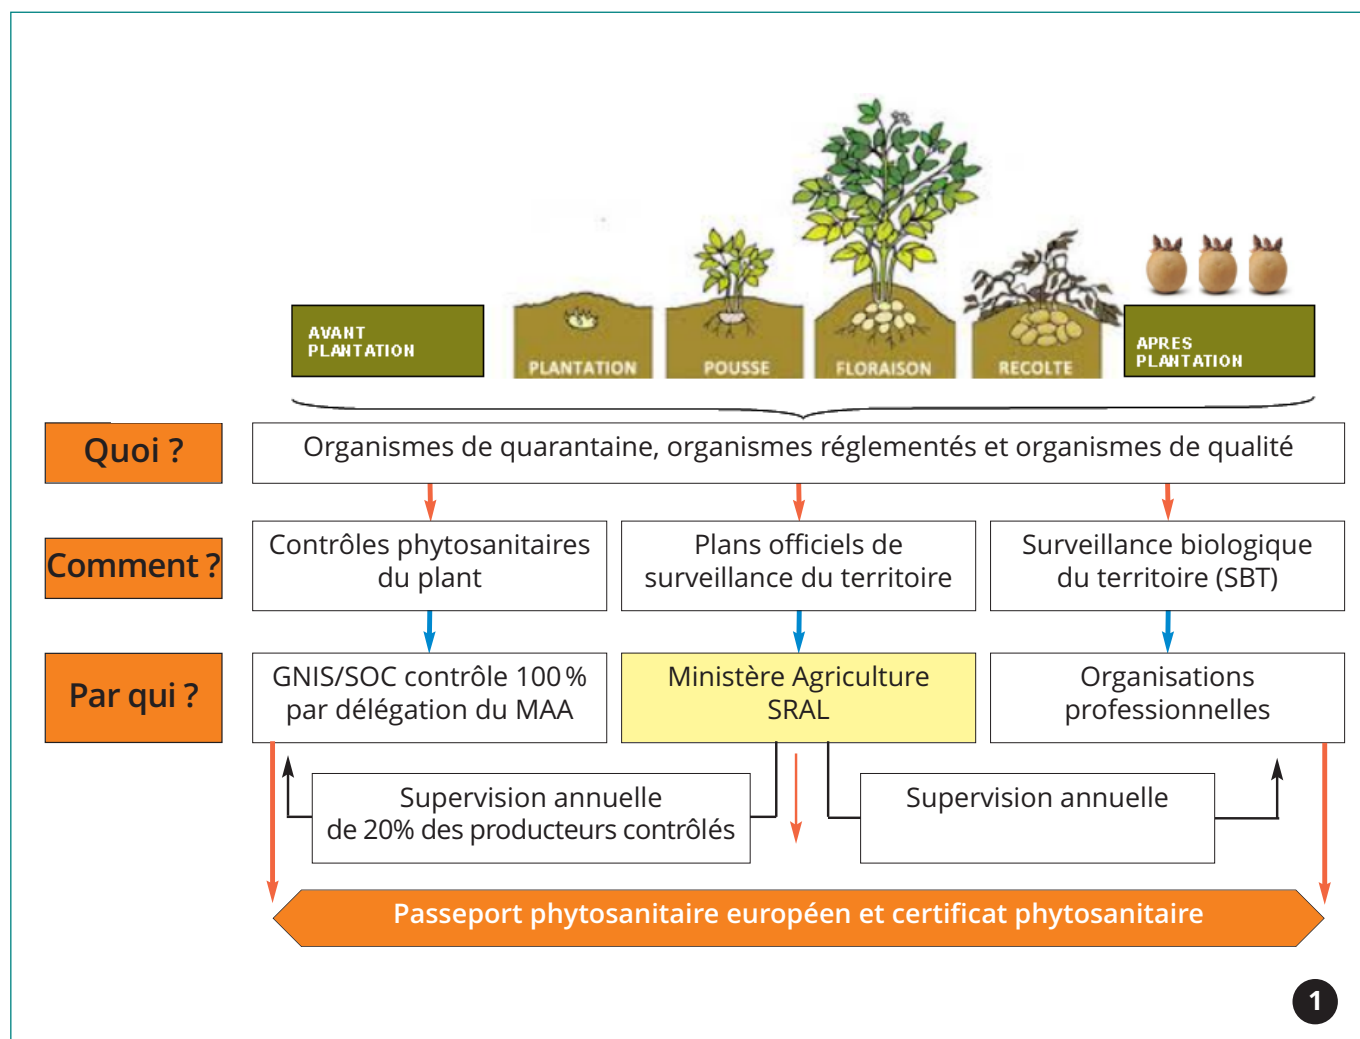 AVANT
PLANTATION
PLANTATION
POUSSE
FLORAISON
RECOLTE
APRES
PLANTATION
Quoi ?
Organismes de quarantaine, organismes réglementés et organismes de qualité
Comment ?
Contrôles phytosanitaires
du plant
Plans officiels de
surveillance du territoire
Surveillance biologique
du territoire (SBT)
Par qui ?
GNIS/SOC contrôle 100 %
par délégation du MAA
Ministère Agriculture
SRAL
Organisations
professionnelles
Supervision annuelle
de 20% des producteurs contrôlés
Supervision annuelle
Passeport phytosanitaire européen et certificat phytosanitaire
1